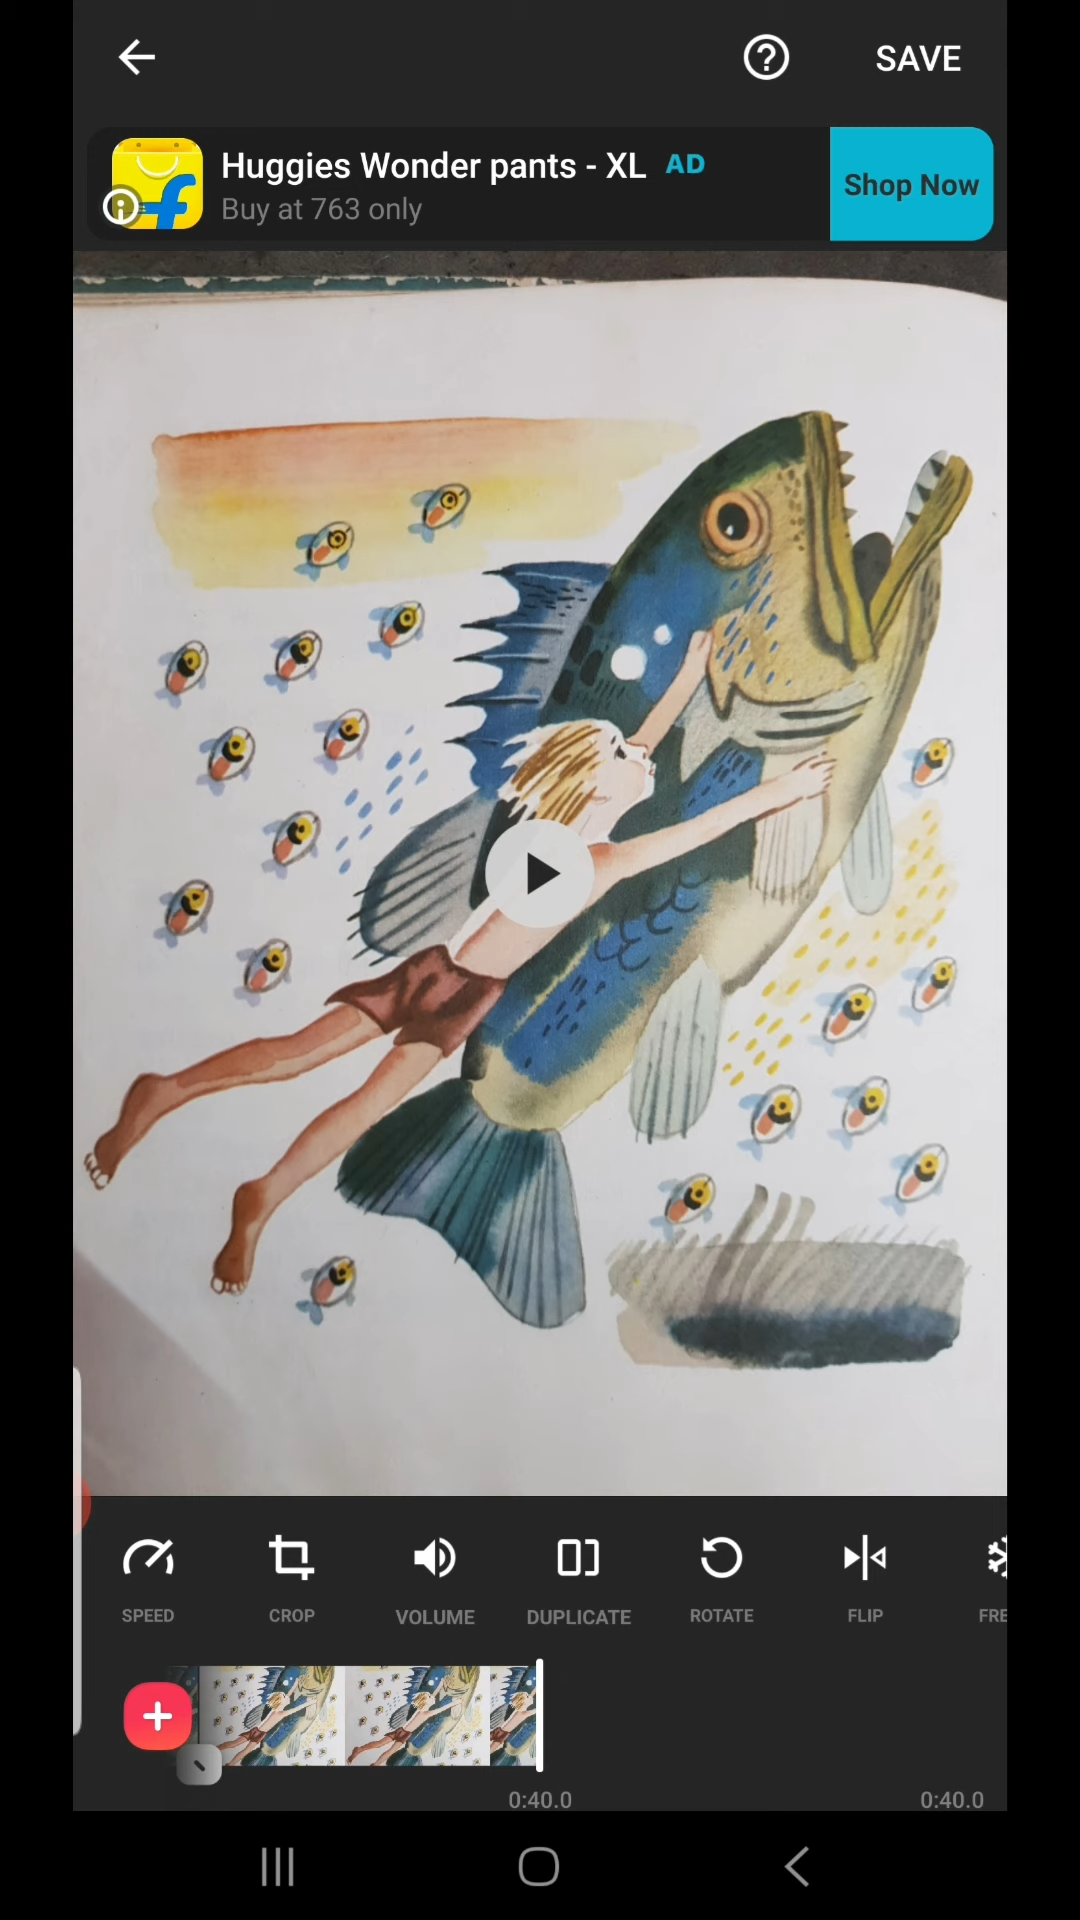 SAVE
Huggies Wonder pants - XL AD
Buy at 763 only
Shop Now
SPEED
CROP
VOLUME
DUPLICATE
ROTATE
FLIP
FRE
0:40.0
0:40.0